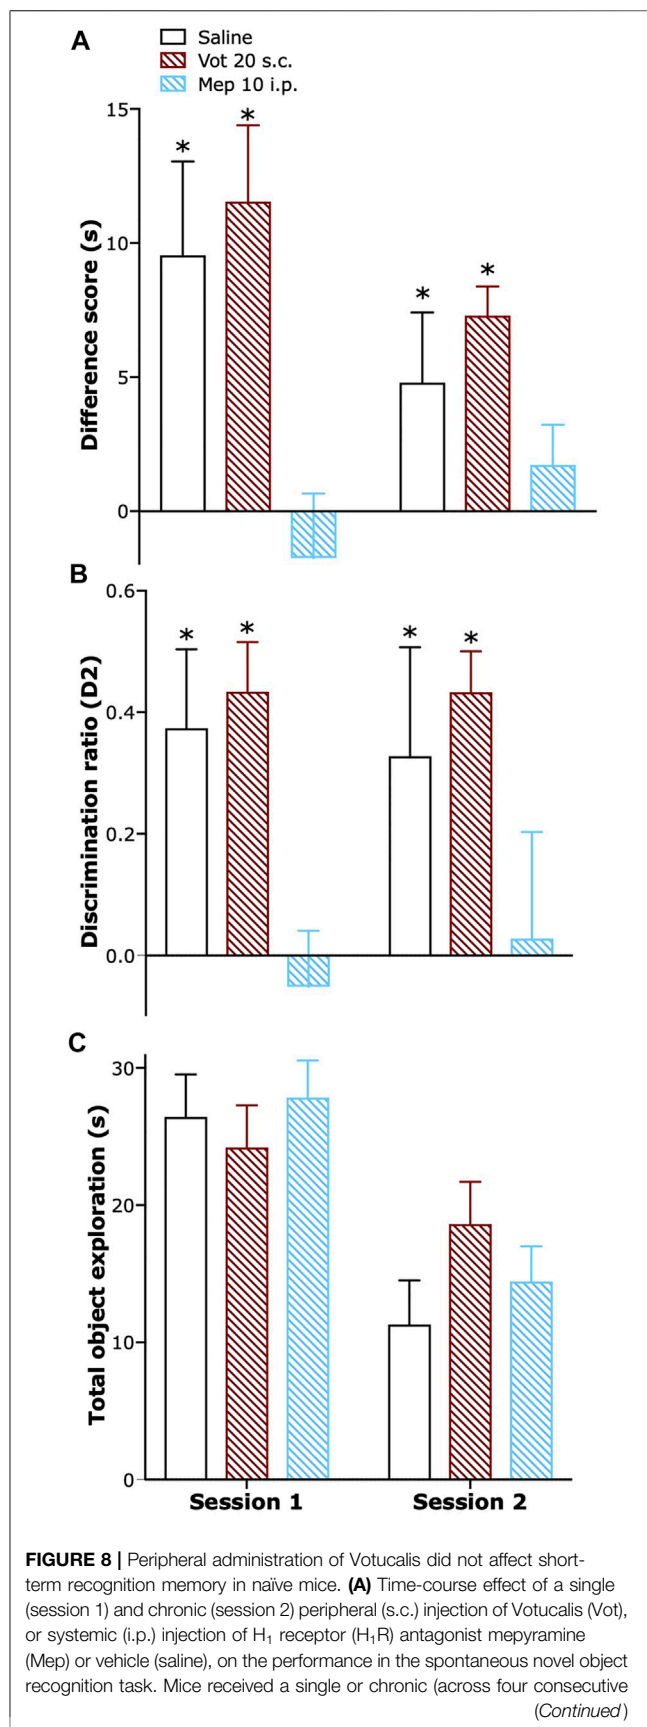 A
Saline
Vot 20 s.c.
Mep 10 i.p.
Difference score (s)
15
10
5
0
*
*
*
*
B
Discrimination ratio (D2)
0.6
0.4
0.2
0.0
*
*
*
*
C
Total object exploration (s)
30
20
10
0
Session 1
Session 2
FIGURE 8 | Peripheral administration of Votucalis did not affect short-
term recognition memory in naïve mice. (A) Time-course effect of a single
(session 1) and chronic (session 2) peripheral (s.c.) injection of Votucalis (Vot),
or systemic (i.p.) injection of H₁ receptor (H₁R) antagonist mepyramine
(Mep) or vehicle (saline), on the performance in the spontaneous novel object
recognition task. Mice received a single or chronic (across four consecutive
(Continued)